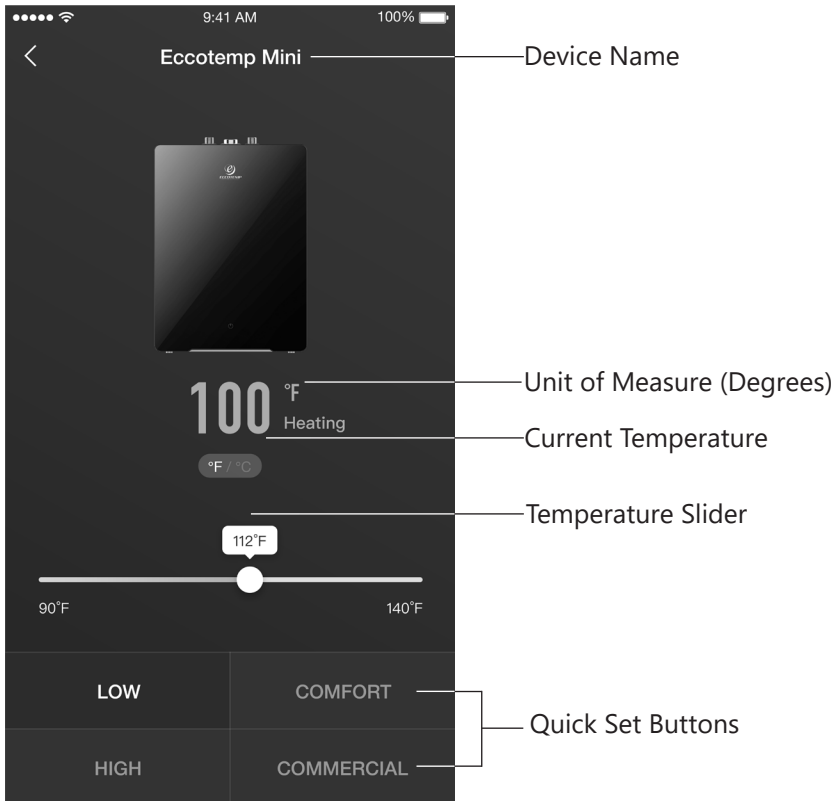 9:41 AM 100%
Eccotemp Mini
Device Name
ECCOTEMP
100 °F
Heating
Unit of Measure (Degrees)
Current Temperature
°F / °C
Temperature Slider
112°F
90°F 140°F
LOW COMFORT
Quick Set Buttons
HIGH COMMERCIAL